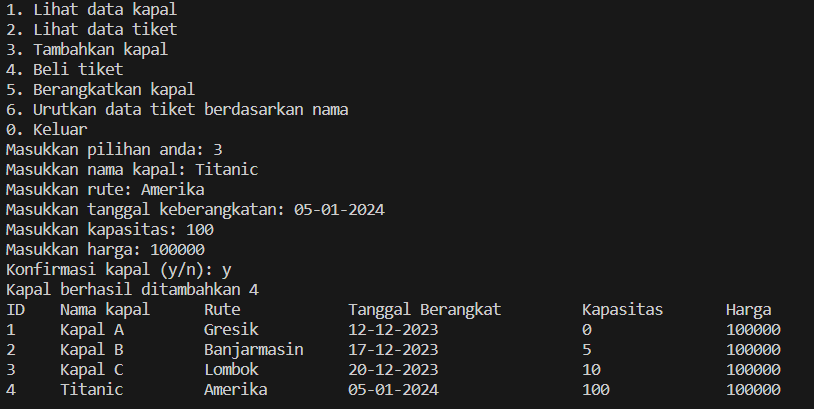 1. Lihat data kapal
2. Lihat data tiket
3. Tambahkan kapal
4. Beli tiket
5. Berangkatkan kapal
6. Urutkan data tiket berdasarkan nama
0. Keluar
Masukkan pilihan anda: 3
Masukkan nama kapal: Titanic
Masukkan rute: Amerika
Masukkan tanggal keberangkatan: 05-01-2024
Masukkan kapasitas: 100
Masukkan harga: 100000
Konfirmasi kapal (y/n): y
Kapal berhasil ditambahkan 4
ID Nama kapal Rute Tanggal Berangkat Kapasitas Harga
1 Kapal A Gresik 12-12-2023 0 100000
2 Kapal B Banjarmasin 17-12-2023 5 100000
3 Kapal C Lombok 20-12-2023 10 100000
4 Titanic Amerika 05-01-2024 100 100000